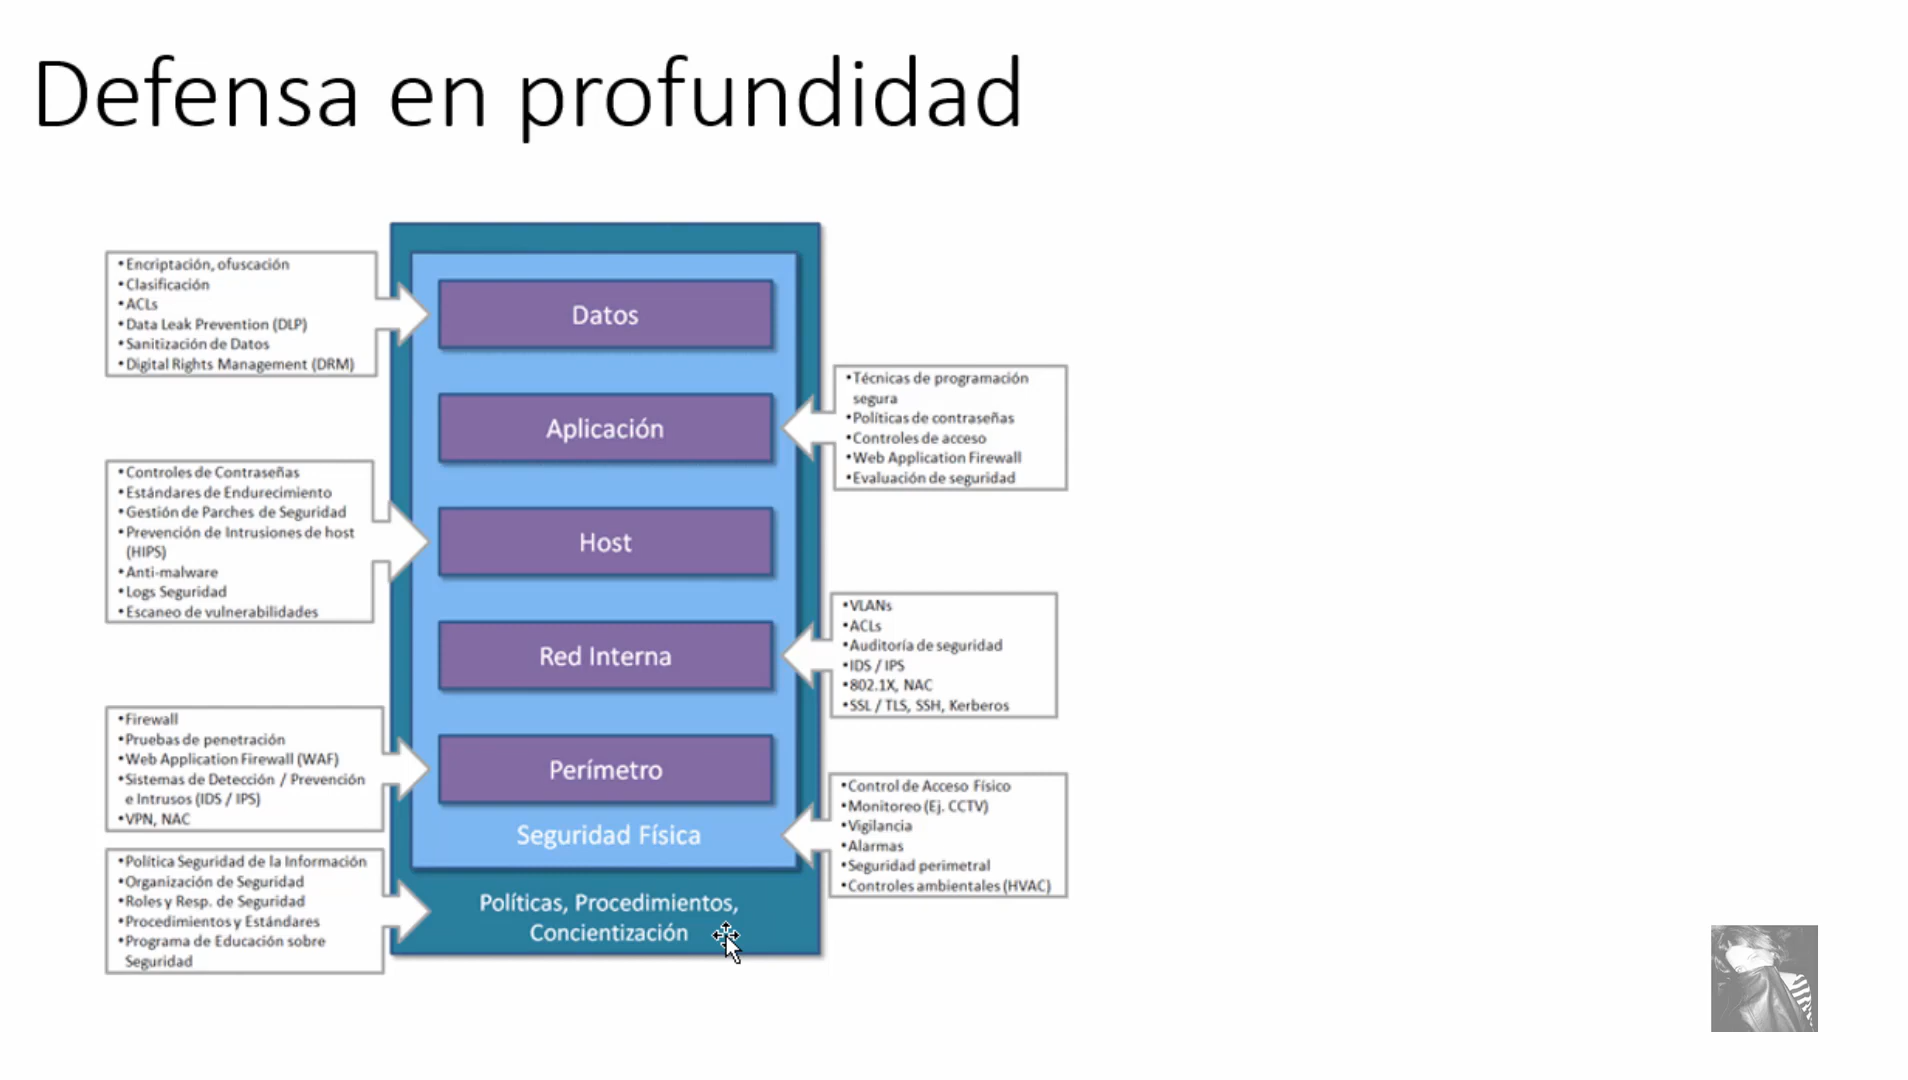 Defensa en profundidad
•Encriptación, ofuscación
•Clasificación
•ACLs
•Data Leak Prevention (DLP)
•Sanitización de Datos
•Digital Rights Management (DRM)
Datos
•Técnicas de programación
segura
•Políticas de contraseñas
•Controles de acceso
•Web Application Firewall
•Evaluación de seguridad
Aplicación
•Controles de Contraseñas
•Estándares de Endurecimiento
•Gestión de Parches de Seguridad
•Prevención de Intrusiones de host
(HIPS)
•Anti-malware
•Logs Seguridad
•Escaneo de vulnerabilidades
Host
•VLANs
•ACLs
•Auditoría de seguridad
•IDS / IPS
•802.1X, NAC
•SSL / TLS, SSH, Kerberos
Red Interna
•Firewall
•Pruebas de penetración
•Web Application Firewall (WAF)
•Sistemas de Detección / Prevención
e Intrusos (IDS / IPS)
•VPN, NAC
Perímetro
•Control de Acceso Físico
•Monitoreo (Ej. CCTV)
•Vigilancia
•Alarmas
•Seguridad perimetral
•Controles ambientales (HVAC)
Seguridad Física
•Política Seguridad de la Información
•Organización de Seguridad
•Roles y Resp. de Seguridad
•Procedimientos y Estándares
•Programa de Educación sobre
Seguridad
Políticas, Procedimientos,
Concientización